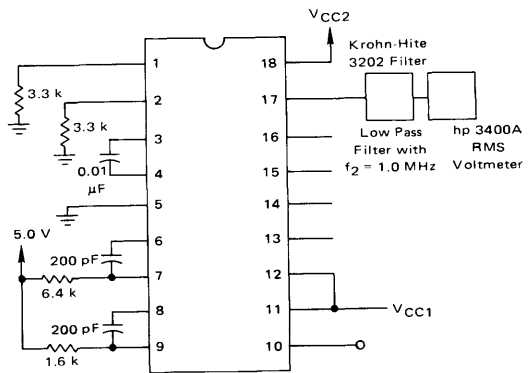 VCC2
Krohn-Hite
3202 Filter
1
18
3.3 k
2
17
3.3 k
3
16
Low Pass
Filter with
f2 = 1.0 MHz
hp 3400A
RMS
Voltmeter
0.01
μF
4
15
5
14
5.0 V
6
13
200 pF
7
12
6.4 k
8
11
VCC1
200 pF
9
10
1.6 k